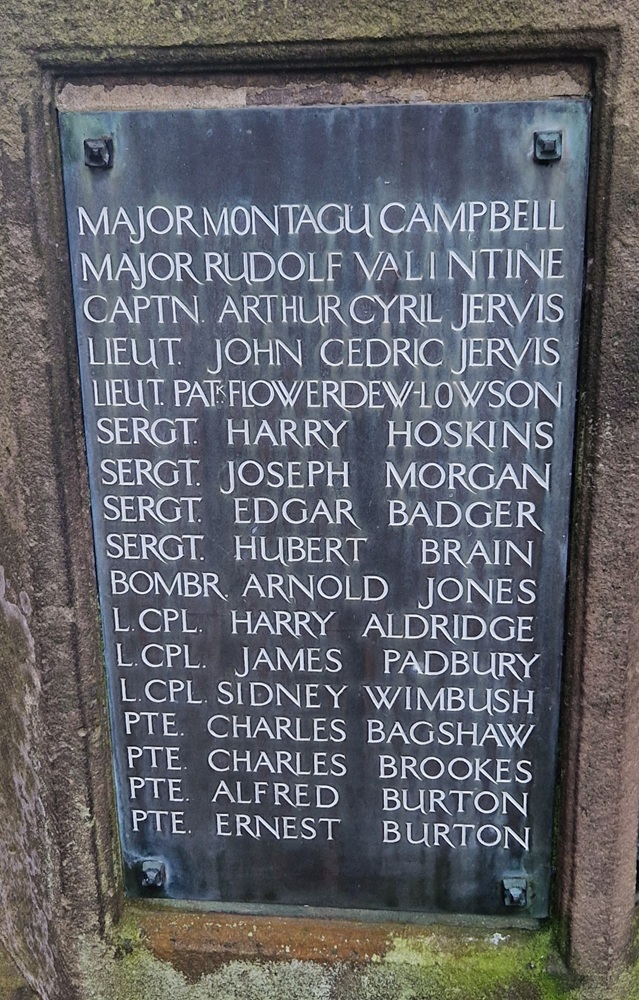 MAJOR MONTAGU CAMPBELL
MAJOR RUDOLF VALINTINE
CAPTN. ARTHUR CYRIL JERVIS
LIEUT. JOHN CEDRIC JERVIS
LIEUT. PATK. FLOWERDEW-LOWSON
SERGT. HARRY HOSKINS
SERGT. JOSEPH MORGAN
SERGT. EDGAR BADGER
SERGT. HUBERT BRAIN
BOMBR. ARNOLD JONES
L.CPL. HARRY ALDRIDGE
L.CPL. JAMES PADBURY
L.CPL. SIDNEY WIMBUSH
PTE. CHARLES BAGSHAW
PTE. CHARLES BROOKES
PTE. ALFRED BURTON
PTE. ERNEST BURTON